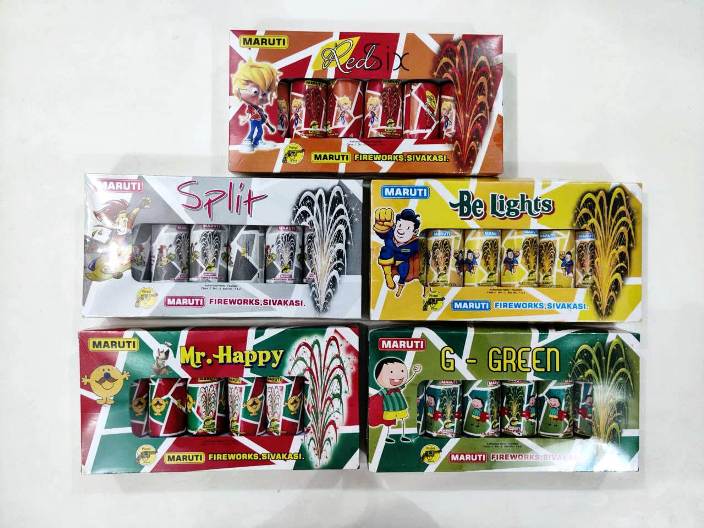 MARUTI
Red Six
MARUTI FIREWORKS,SIVAKASI.
MARUTI
Split
MARUTI FIREWORKS,SIVAKASI.
MARUTI
Be Lights
MARUTI FIREWORKS,SIVAKASI.
MARUTI
Mr. Happy
MARUTI FIREWORKS,SIVAKASI.
MARUTI
G - GREEN
MARUTI FIREWORKS,SIVAKASI.